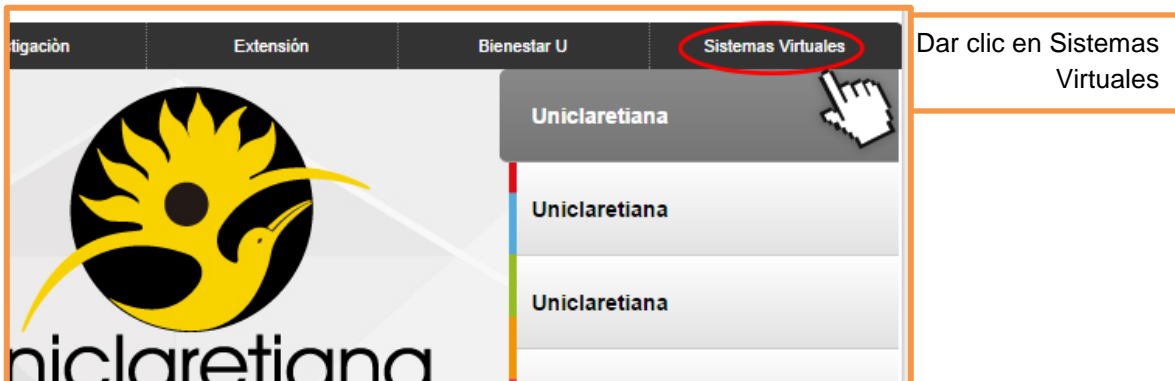 tigaciòn Extensión Bienestar U Sistemas Virtuales
Dar clic en Sistemas
Virtuales
Uniclaretiana
Uniclaretiana
Uniclaretiana
niclaretiana